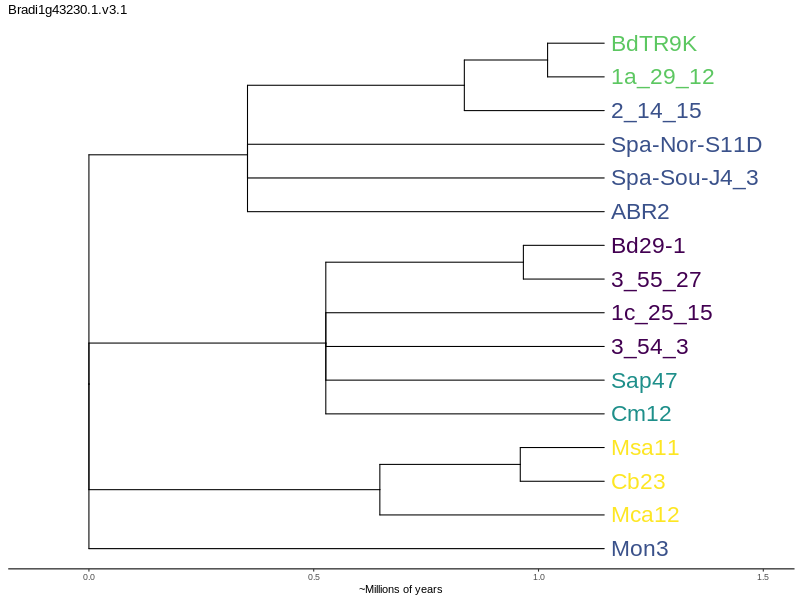 Bradi1g43230.1.v3.1
BdTR9K
1a_29_12
2_14_15
Spa-Nor-S11D
Spa-Sou-J4_3
ABR2
Bd29-1
3_55_27
1c_25_15
3_54_3
Sap47
Cm12
Msa11
Cb23
Mca12
Mon3
0.0 0.5 1.0 1.5
~Millions of years